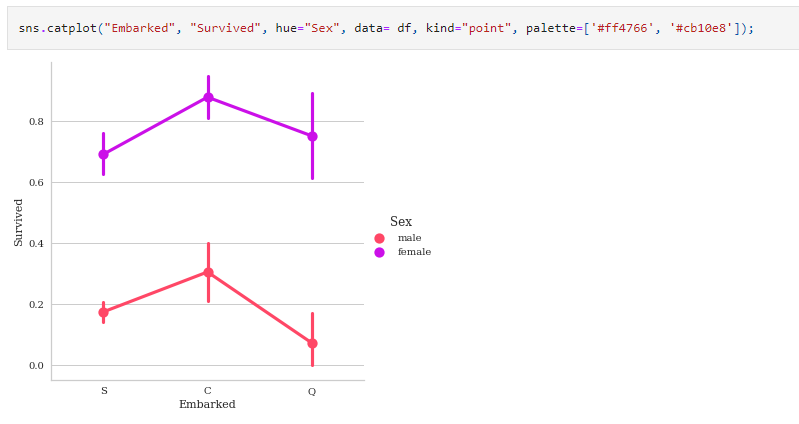 sns.catplot("Embarked", "Survived", hue="Sex", data= df, kind="point", palette=['#ff4766', '#cb10e8']);
0.8
0.6
0.4
0.2
0.0
Survived
S C Q
Embarked
Sex
male
female